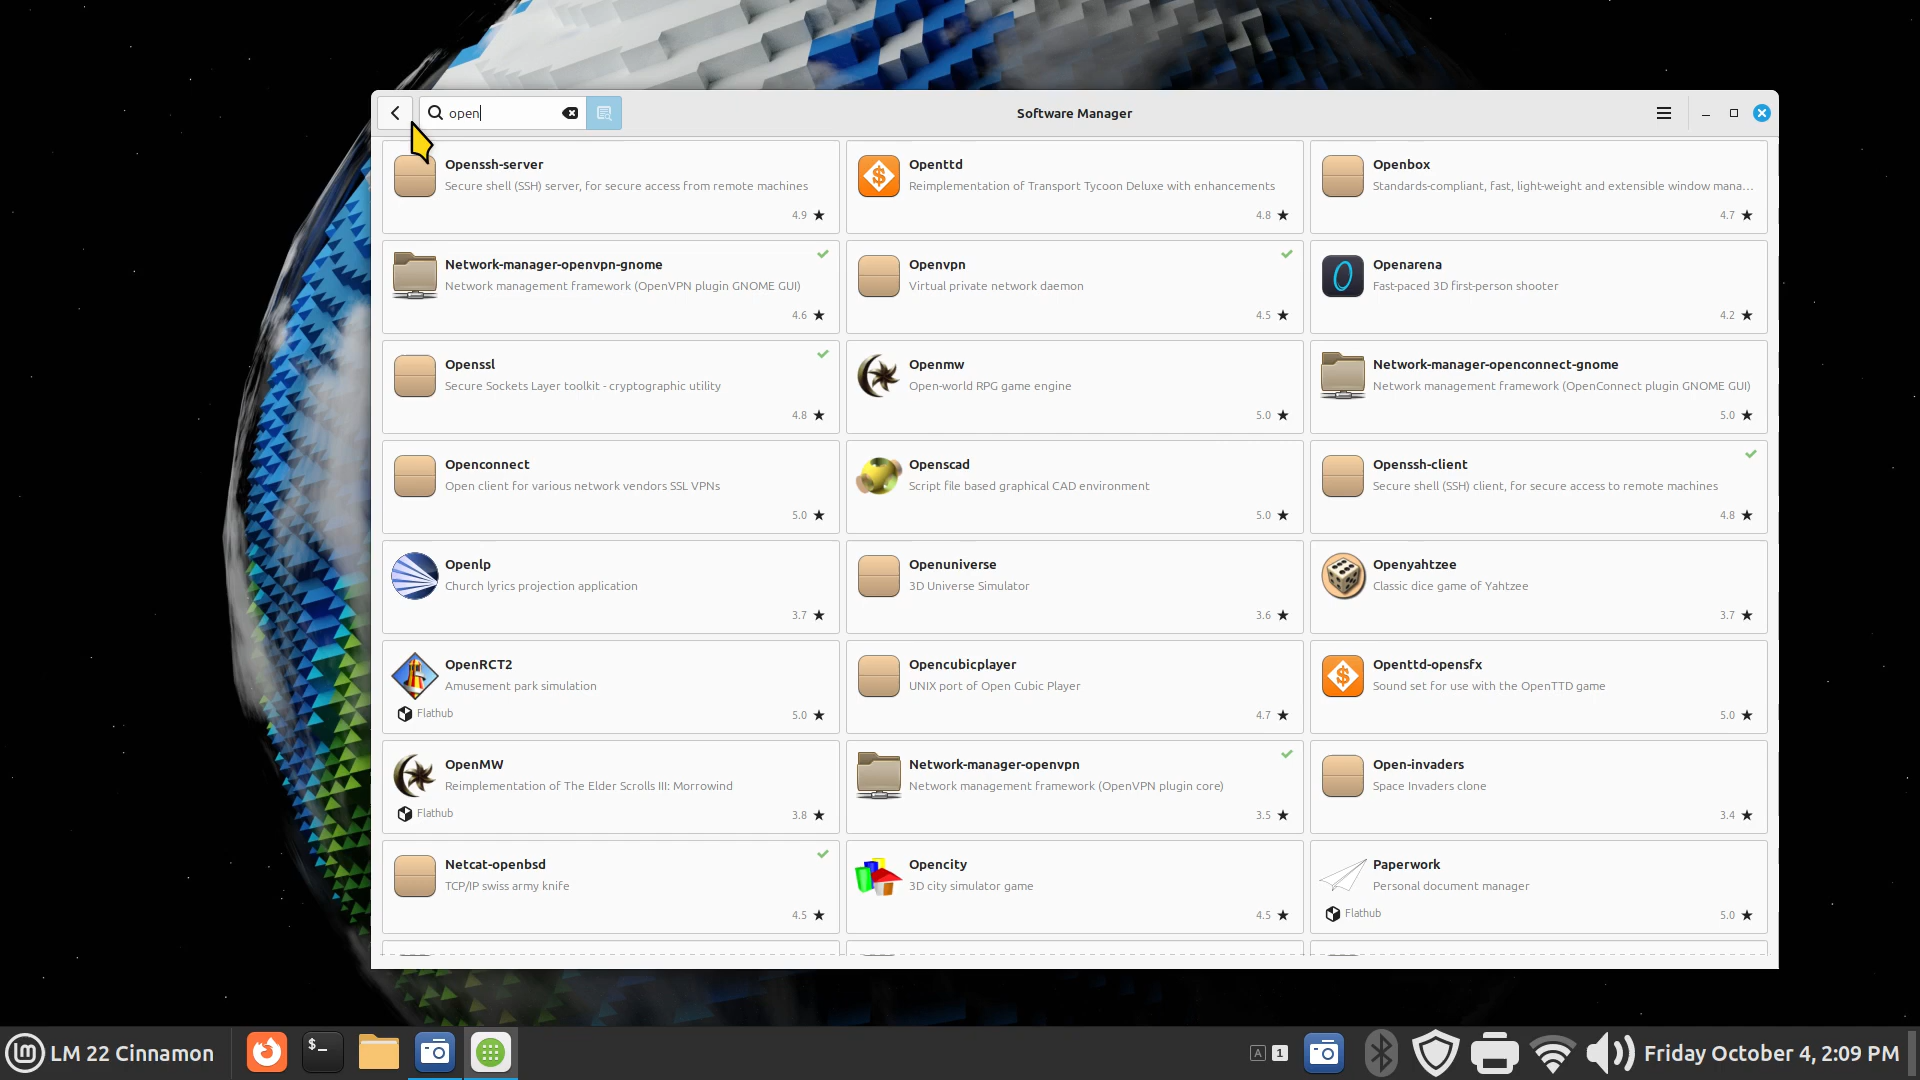 open
Software Manager
Openssh-server
Secure shell (SSH) server, for secure access from remote machines
4.9 ★
Openttd
Reimplementation of Transport Tycoon Deluxe with enhancements
4.8 ★
Openbox
Standards-compliant, fast, light-weight and extensible window mana...
4.7 ★
Network-manager-openvpn-gnome
Network management framework (OpenVPN plugin GNOME GUI)
4.6 ★
Openvpn
Virtual private network daemon
4.5 ★
Openarena
Fast-paced 3D first-person shooter
4.2 ★
Openssl
Secure Sockets Layer toolkit - cryptographic utility
4.8 ★
Openmw
Open-world RPG game engine
5.0 ★
Network-manager-openconnect-gnome
Network management framework (OpenConnect plugin GNOME GUI)
5.0 ★
Openconnect
Open client for various network vendors SSL VPNs
5.0 ★
Openscad
Script file based graphical CAD environment
5.0 ★
Openssh-client
Secure shell (SSH) client, for secure access to remote machines
4.8 ★
Openlp
Church lyrics projection application
3.7 ★
Openuniverse
3D Universe Simulator
3.6 ★
Openyahtzee
Classic dice game of Yahtzee
3.7 ★
OpenRCT2
Amusement park simulation
Flathub
5.0 ★
Opencubicplayer
UNIX port of Open Cubic Player
4.7 ★
Openttd-opensfx
Sound set for use with the OpenTTD game
5.0 ★
OpenMW
Reimplementation of The Elder Scrolls III: Morrowind
Flathub
3.8 ★
Network-manager-openvpn
Network management framework (OpenVPN plugin core)
3.5 ★
Open-invaders
Space Invaders clone
3.4 ★
Netcat-openbsd
TCP/IP swiss army knife
4.5 ★
Opencity
3D city simulator game
4.5 ★
Paperwork
Personal document manager
Flathub
5.0 ★
LM 22 Cinnamon
$_
A
1
Friday October 4, 2:09 PM